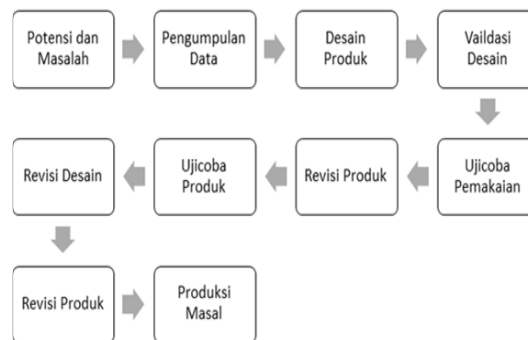 Potensi dan
Masalah
Pengumpulan
Data
Desain
Produk
Vaildasi
Desain
Ujicoba
Pemakaian
Revisi Produk
Ujicoba
Produk
Revisi Desain
Revisi Produk
Produksi
Masal